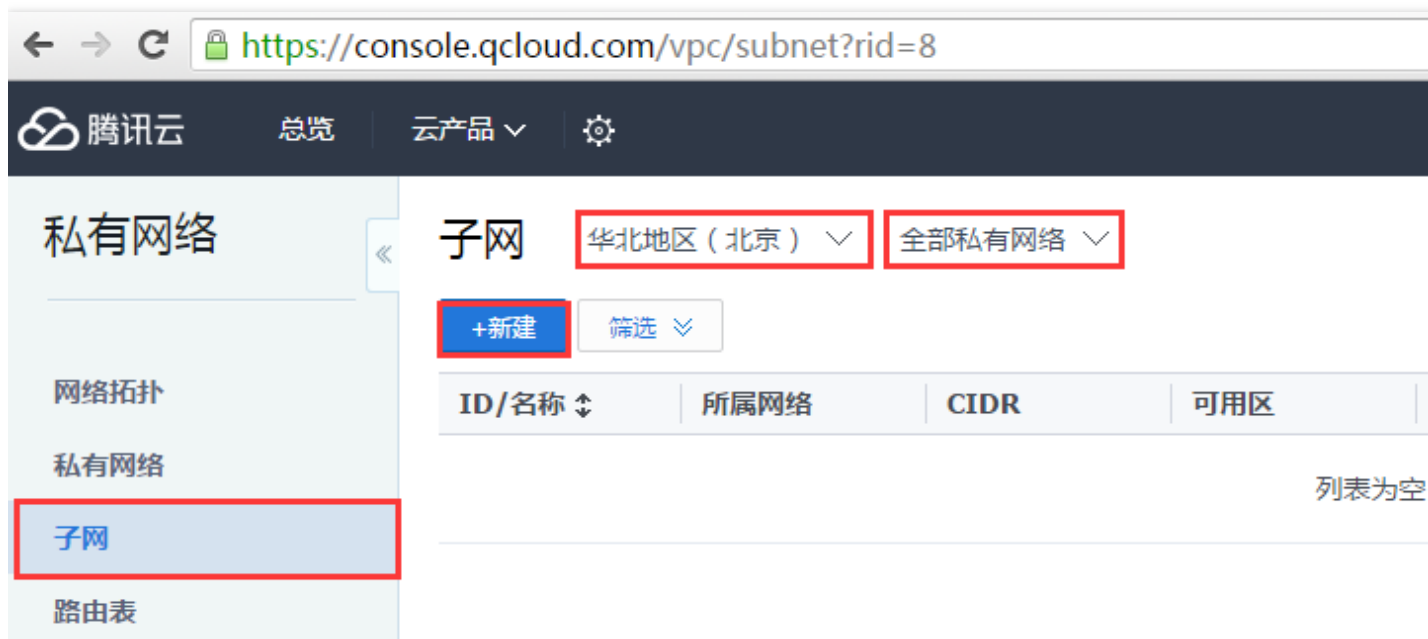 https://console.qcloud.com/vpc/subnet?rid=8
腾讯云 总览 云产品
私有网络
子网 华北地区（北京） 全部私有网络
+新建 筛选
ID/名称 所属网络 CIDR 可用区
列表为空
网络拓扑
私有网络
子网
路由表